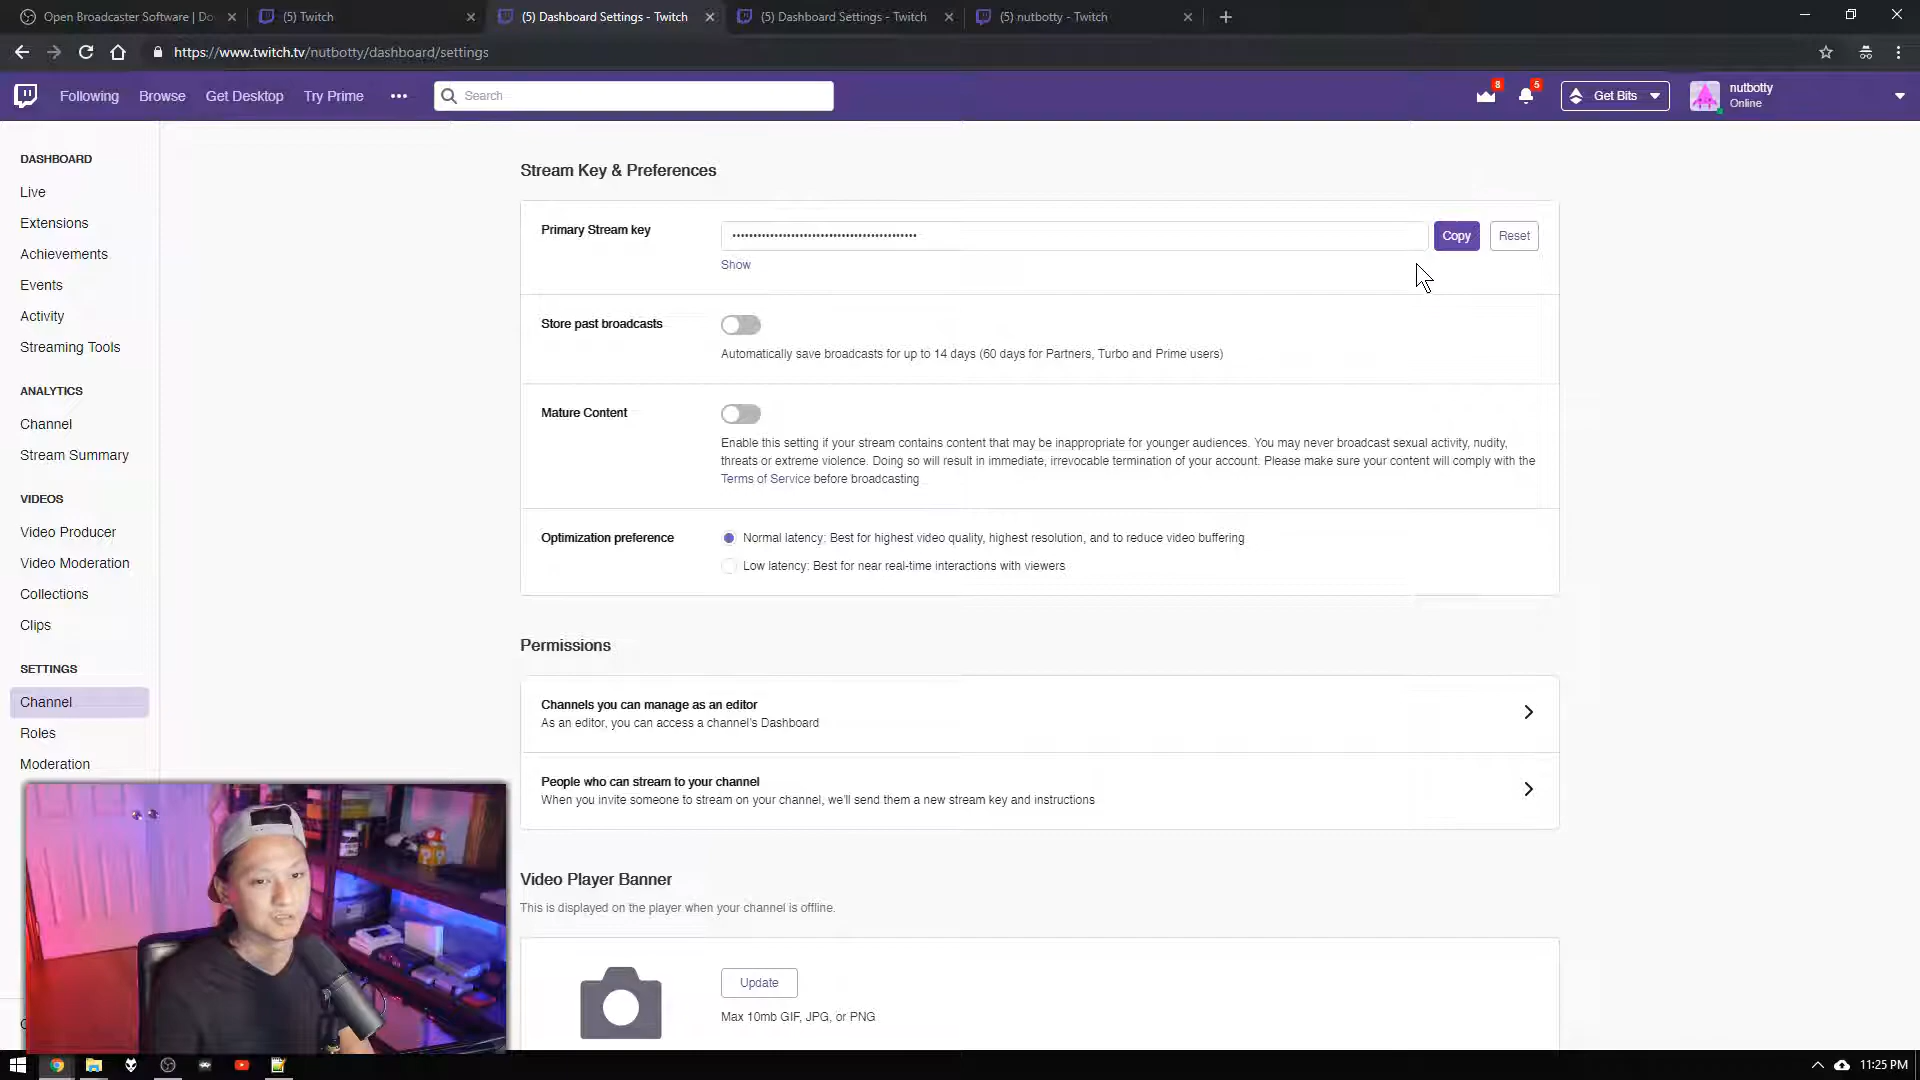 Open Broadcaster Software | Do
(5) Twitch
(5) Dashboard Settings - Twitch
(5) Dashboard Settings - Twitch
(5) nutbotty - Twitch
https://www.twitch.tv/nutbotty/dashboard/settings
Following
Browse
Get Desktop
Try Prime
Search
8
5
Get Bits
nutbotty
Online
DASHBOARD
Live
Extensions
Achievements
Events
Activity
Streaming Tools
ANALYTICS
Channel
Stream Summary
VIDEOS
Video Producer
Video Moderation
Collections
Clips
SETTINGS
Channel
Roles
Moderation
Stream Key & Preferences
Primary Stream key
Copy
Reset
Show
Store past broadcasts
Automatically save broadcasts for up to 14 days (60 days for Partners, Turbo and Prime users)
Mature Content
Enable this setting if your stream contains content that may be inappropriate for younger audiences. You may never broadcast sexual activity, nudity,
threats or extreme violence. Doing so will result in immediate, irrevocable termination of your account. Please make sure your content will comply with the
Terms of Service before broadcasting
Optimization preference
Normal latency: Best for highest video quality, highest resolution, and to reduce video buffering
Low latency: Best for near real-time interactions with viewers
Permissions
Channels you can manage as an editor
As an editor, you can access a channel's Dashboard
People who can stream to your channel
When you invite someone to stream on your channel, we'll send them a new stream key and instructions
Video Player Banner
This is displayed on the player when your channel is offline.
Update
Max 10mb GIF, JPG, or PNG
11:25 PM